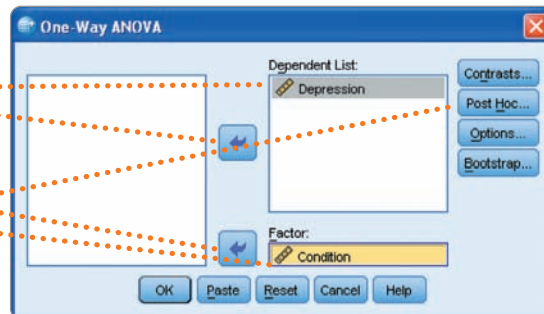 One-Way ANOVA
Dependent List:
Depression
Contrasts...
Post Hoc...
Options...
Bootstrap...
Factor:
Condition
OK Paste Reset Cancel Help